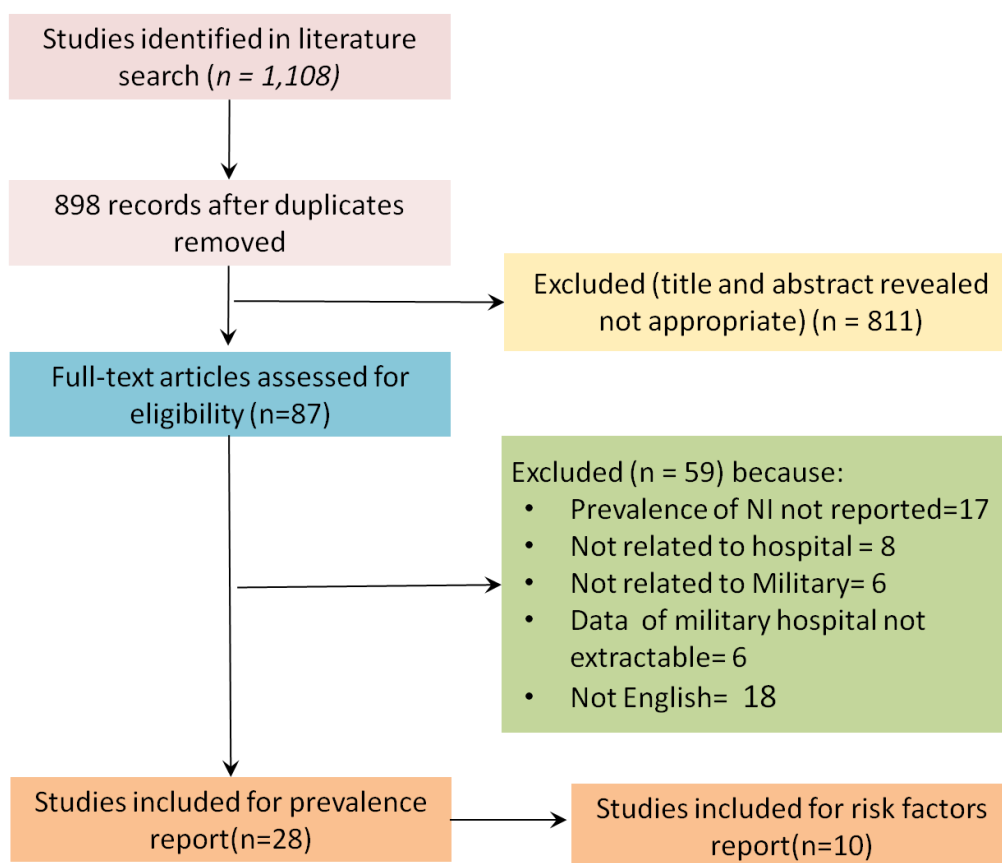 Studies identified in literature
search (n = 1,108)
898 records after duplicates
removed
Excluded (title and abstract revealed
not appropriate) (n = 811)
Full-text articles assessed for
eligibility (n=87)
Excluded (n = 59) because:
• Prevalence of NI not reported=17
• Not related to hospital = 8
• Not related to Military= 6
• Data of military hospital not
extractable= 6
• Not English= 18
Studies included for prevalence
report(n=28)
Studies included for risk factors
report(n=10)